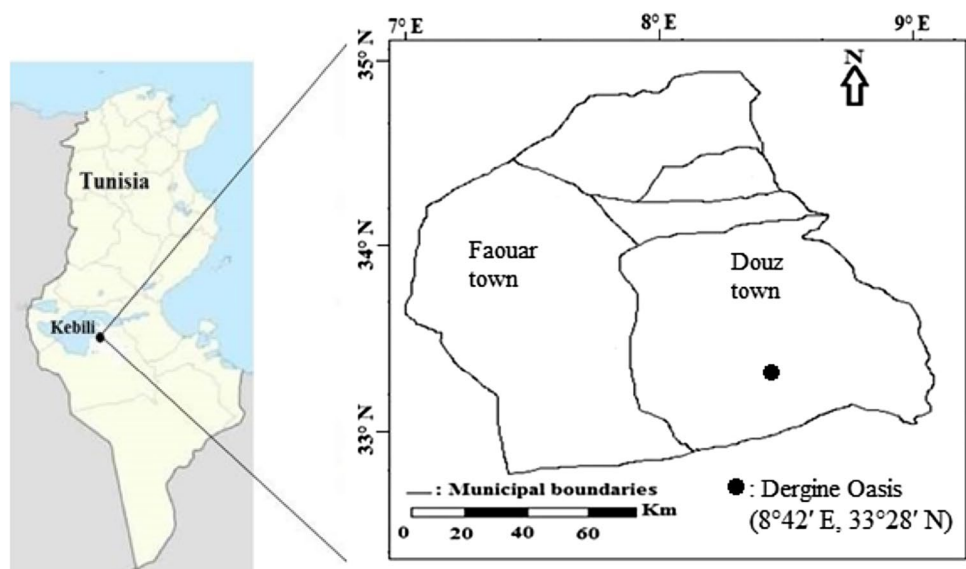 7° E 8° E 9° E
35° N
N
Tunisia
34° N
Faouar
town
Douz
town
Kebili
33° N
: Municipal boundaries
Km
0 20 40 60
: Dergine Oasis
(8°42′ E, 33°28′ N)